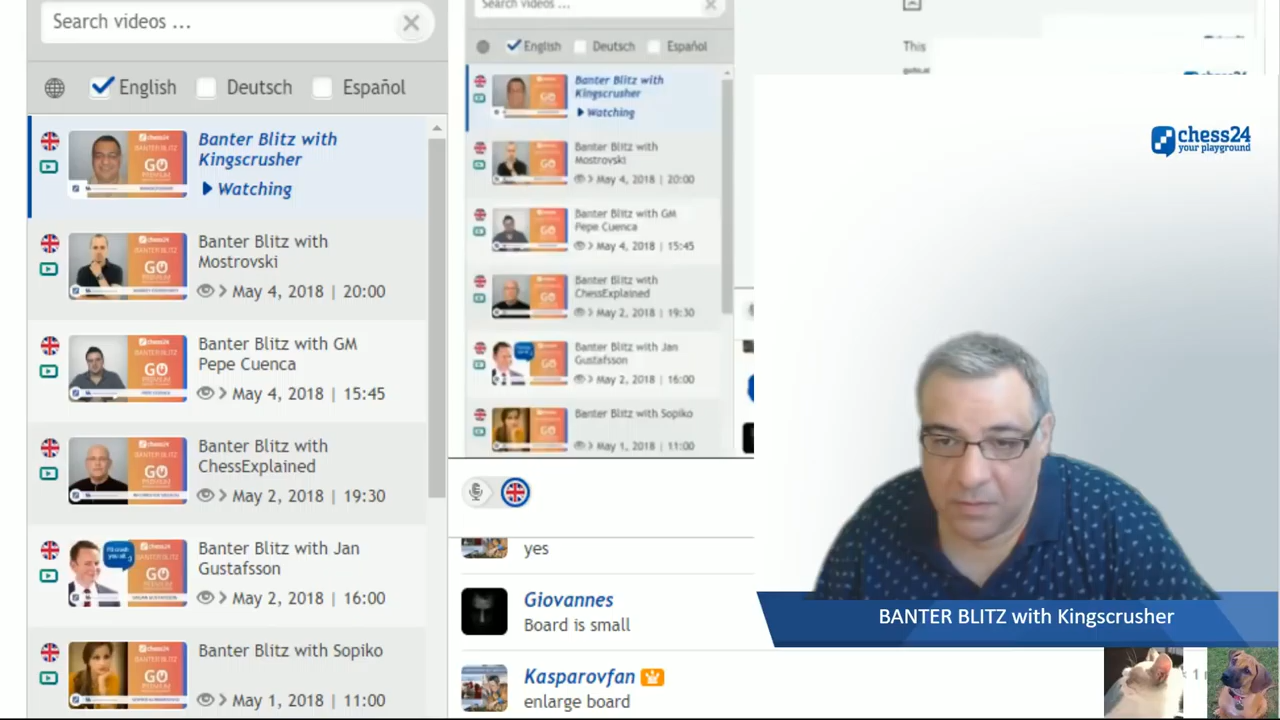 Search videos ...
English
Deutsch
Español
Banter Blitz with
Kingscrusher
Watching
Banter Blitz with
Mostrovski
May 4, 2018 | 20:00
Banter Blitz with GM
Pepe Cuenca
May 4, 2018 | 15:45
Banter Blitz with
ChessExplained
May 2, 2018 | 19:30
Banter Blitz with Jan
Gustafsson
May 2, 2018 | 16:00
Banter Blitz with Sopiko
May 1, 2018 | 11:00
Search videos ...
English
Deutsch
Español
Banter Blitz with
Kingscrusher
Watching
Banter Blitz with
Mostrovski
May 4, 2018 | 20:00
Banter Blitz with GM
Pepe Cuenca
May 4, 2018 | 15:45
Banter Blitz with
ChessExplained
May 2, 2018 | 19:30
Banter Blitz with Jan
Gustafsson
May 2, 2018 | 16:00
Banter Blitz with Sopiko
May 1, 2018 | 11:00
yes
Giovannes
Board is small
Kasparovfan
enlarge board
This
chess24
chess24
your playground
BANTER BLITZ with Kingscrusher